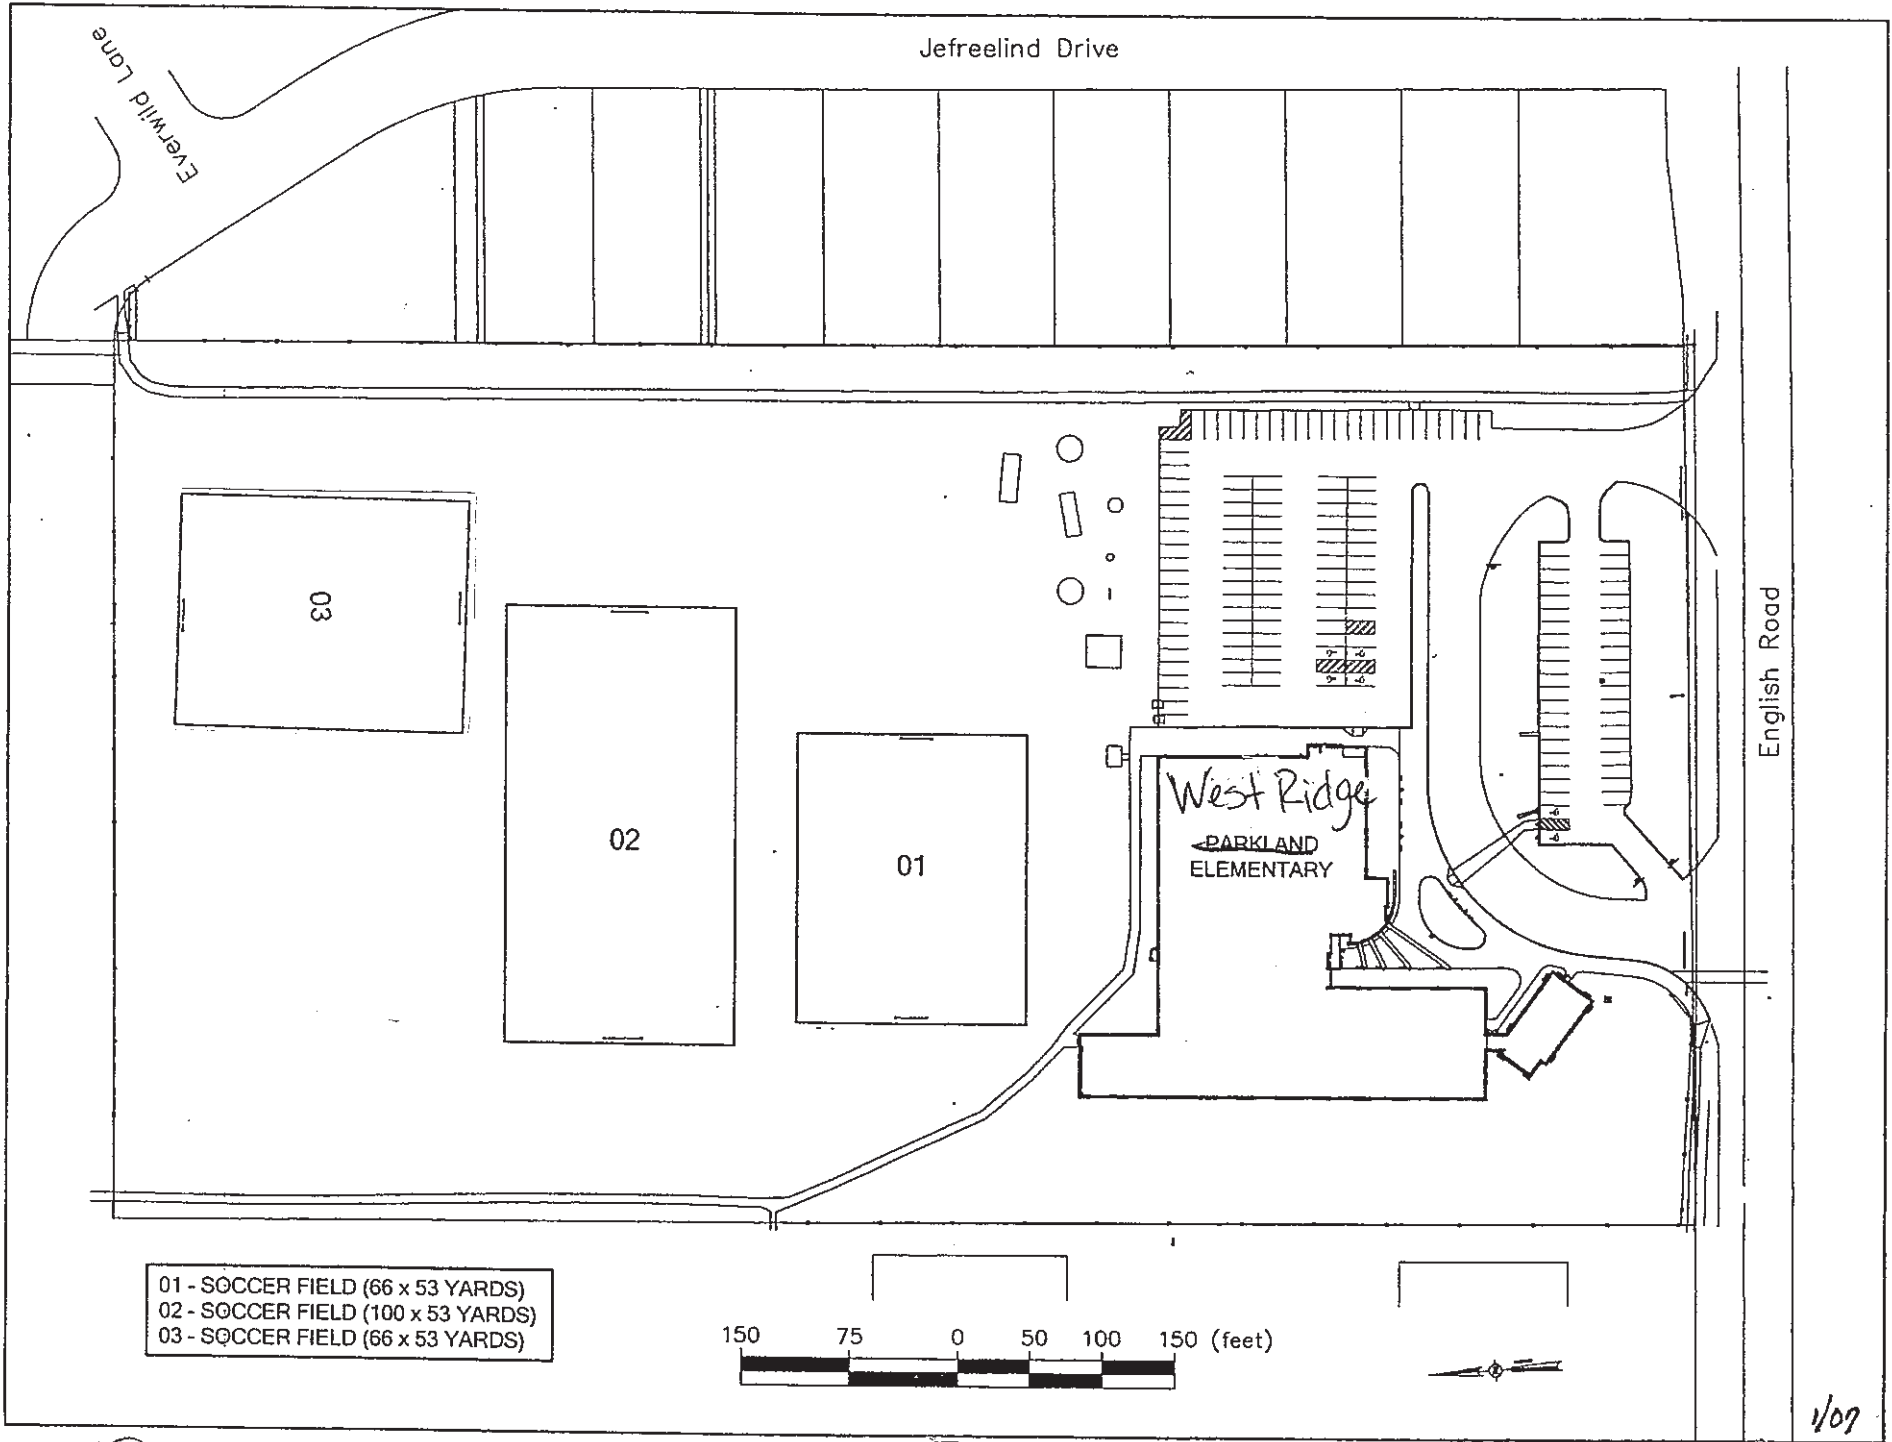 Jefreelind Drive
Everwild Lane
English Road
03
02
01
West Ridge
PARKLAND
ELEMENTARY
01 - SOCCER FIELD (66 x 53 YARDS)
02 - SOCCER FIELD (100 x 53 YARDS)
03 - SOCCER FIELD (66 x 53 YARDS)
150 75 0 50 100 150 (feet)
1/07